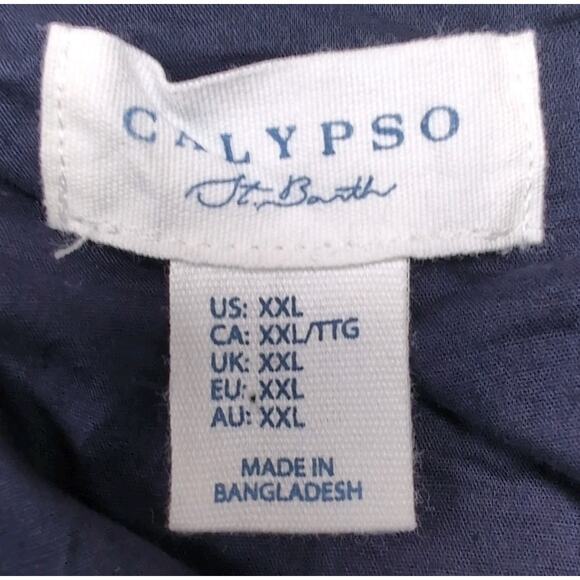 CALYPSO
St. Barth
US: XXL
CA: XXL/TTG
UK: XXL
EU: XXL
AU: XXL
MADE IN
BANGLADESH